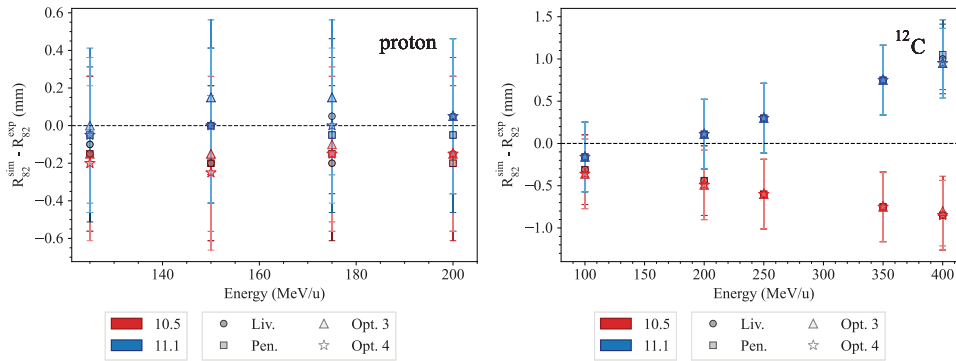 proton
0.6
0.4
0.2
0.0
−0.2
−0.4
−0.6
R₈₂ˢⁱᵐ - R₈₂ᵉˣᵖ (mm)
140 160 180 200
Energy (MeV/u)
10.5
11.1
Liv.
Pen.
Opt. 3
Opt. 4
¹²C
1.5
1.0
0.5
0.0
−0.5
−1.0
R₈₂ˢⁱᵐ - R₈₂ᵉˣᵖ (mm)
100 150 200 250 300 350 400
Energy (MeV/u)
10.5
11.1
Liv.
Pen.
Opt. 3
Opt. 4